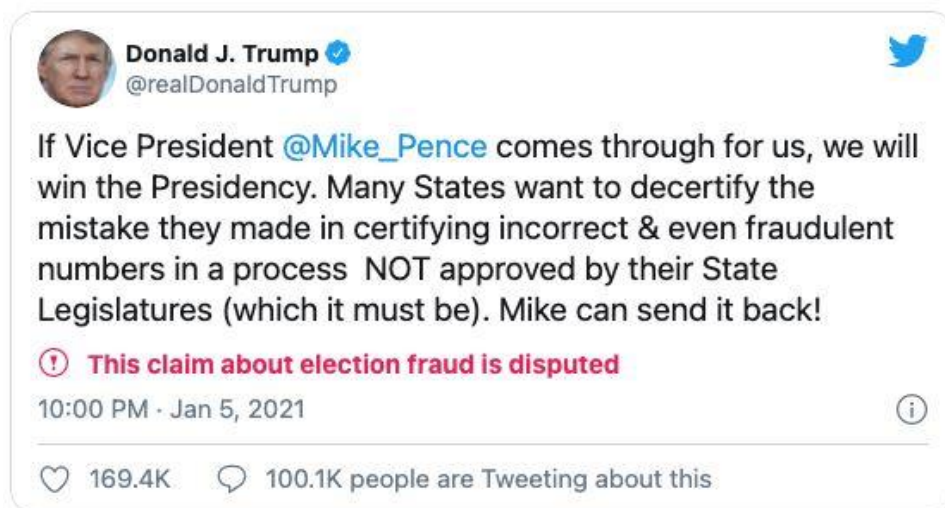 Donald J. Trump
@realDonaldTrump
If Vice President @Mike_Pence comes through for us, we will
win the Presidency. Many States want to decertify the
mistake they made in certifying incorrect & even fraudulent
numbers in a process  NOT approved by their State
Legislatures (which it must be). Mike can send it back!
This claim about election fraud is disputed
10:00 PM · Jan 5, 2021
169.4K 100.1K people are Tweeting about this